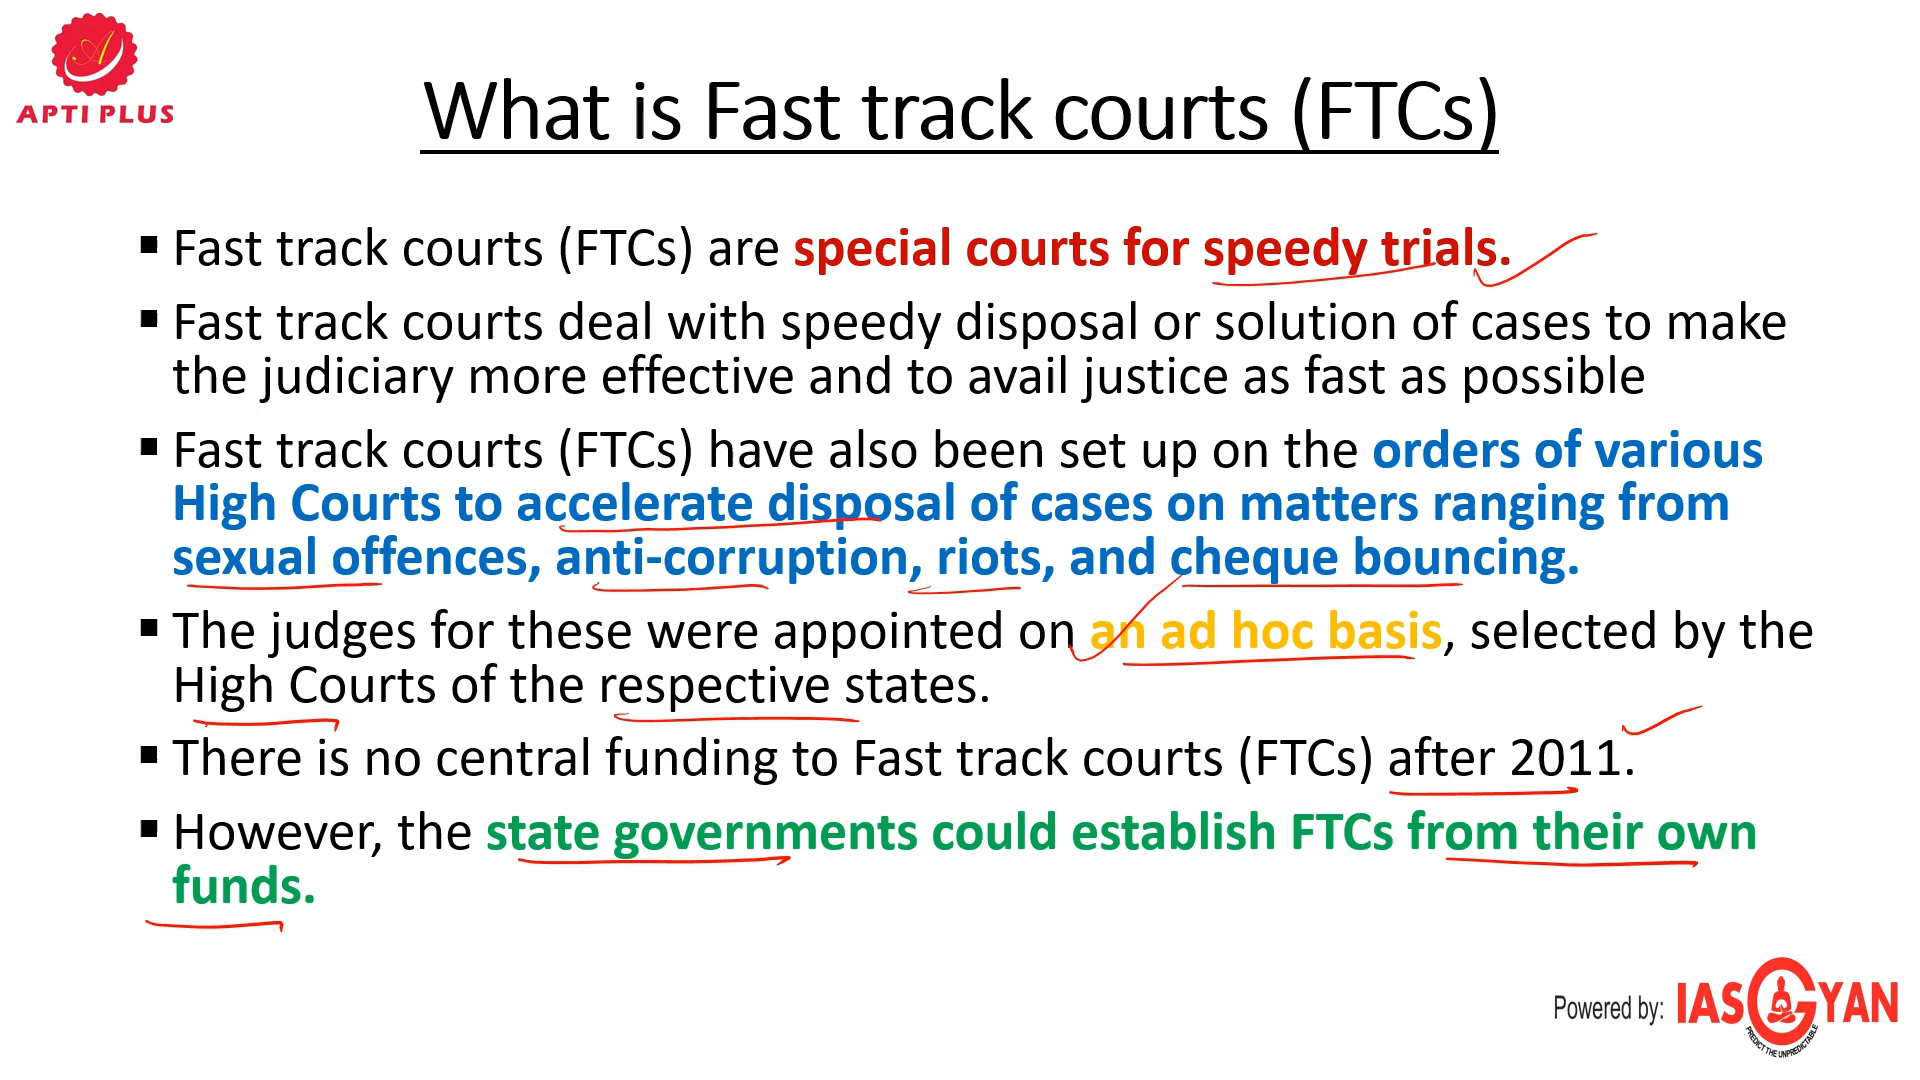 APTI PLUS
What is Fast track courts (FTCs)
▪ Fast track courts (FTCs) are special courts for speedy trials.
▪ Fast track courts deal with speedy disposal or solution of cases to make
the judiciary more effective and to avail justice as fast as possible
▪ Fast track courts (FTCs) have also been set up on the orders of various
High Courts to accelerate disposal of cases on matters ranging from
sexual offences, anti-corruption, riots, and cheque bouncing.
▪ The judges for these were appointed on an ad hoc basis, selected by the
High Courts of the respective states.
▪ There is no central funding to Fast track courts (FTCs) after 2011.
▪ However, the state governments could establish FTCs from their own
funds.
Powered by: IAS GYAN
PREDICT THE UNPREDICTABLE